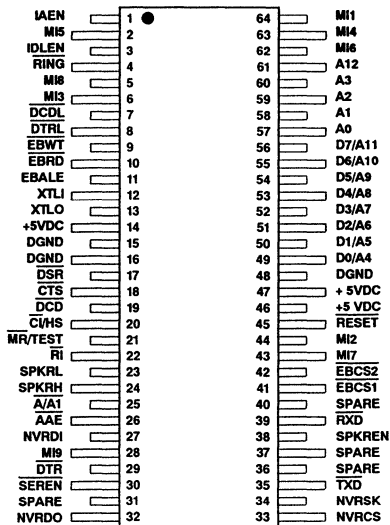 IAEN 1 64 MI1
MI5 2 63 MI4
IDLEN 3 62 MI6
RING 4 61 A12
MI8 5 60 A3
MI3 6 59 A2
DCDL 7 58 A1
DTRL 8 57 A0
EBWT 9 56 D7/A11
EBRD 10 55 D6/A10
EBALE 11 54 D5/A9
XTLI 12 53 D4/A8
XTLO 13 52 D3/A7
+5VDC 14 51 D2/A6
DGND 15 50 D1/A5
DGND 16 49 D0/A4
DSR 17 48 DGND
CTS 18 47 + 5VDC
DCD 19 46 +5 VDC
CI/HS 20 45 RESET
MR/TEST 21 44 MI2
RI 22 43 MI7
SPKRL 23 42 EBCS2
SPKRH 24 41 EBCS1
A/A1 25 40 SPARE
AAE 26 39 RXD
NVRDI 27 38 SPKREN
MI9 28 37 SPARE
DTR 29 36 SPARE
SEREN 30 35 TXD
SPARE 31 34 NVRSK
NVRDO 32 33 NVRCS